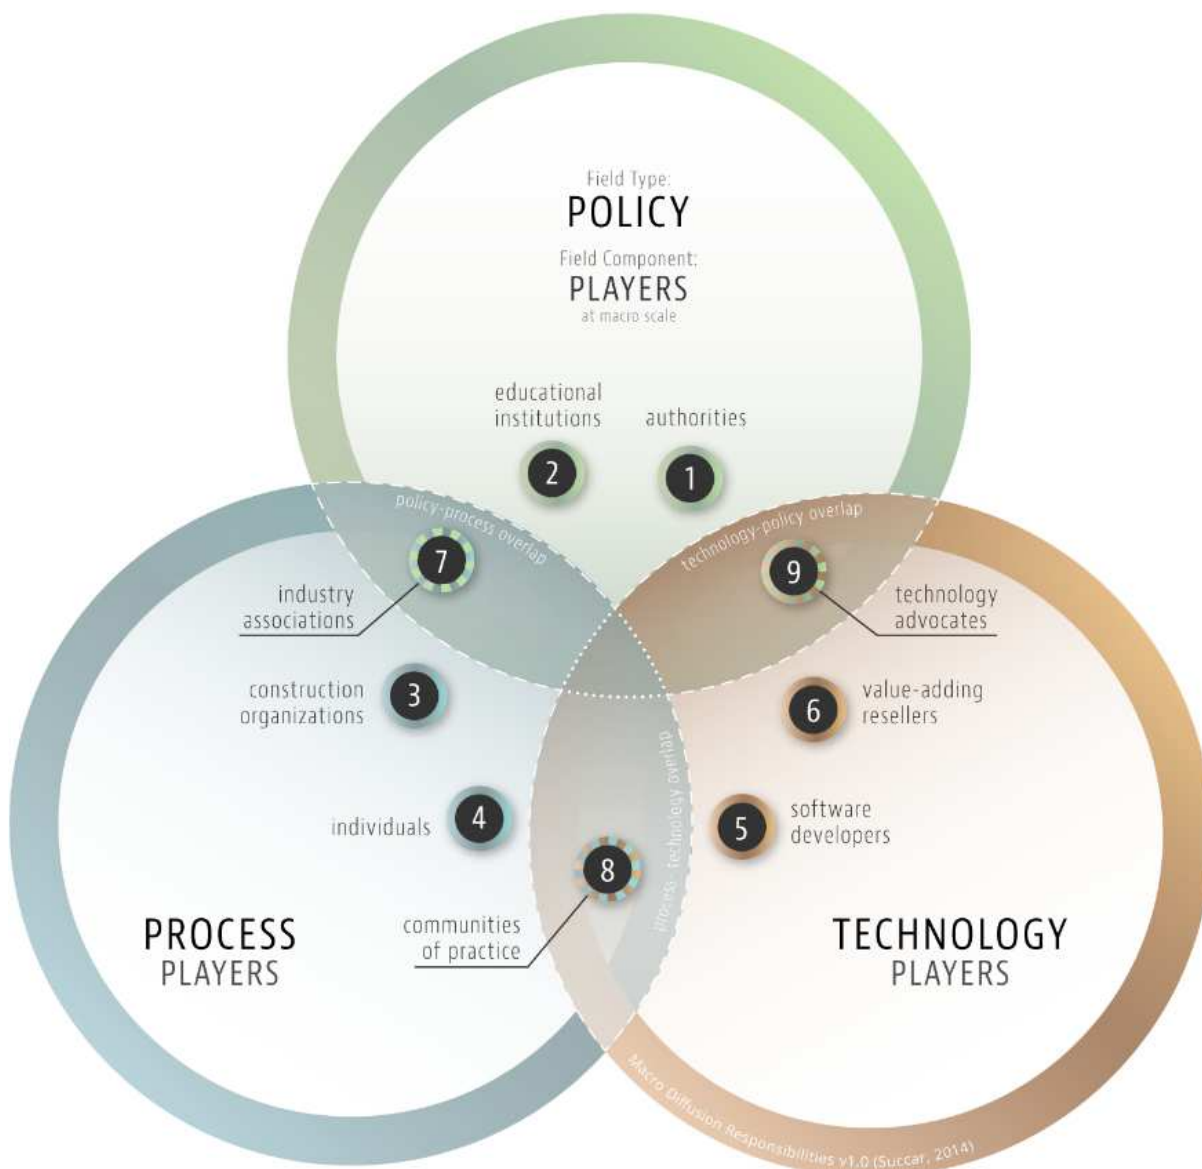 Field Type:
POLICY
Field Component:
PLAYERS
at macro scale
educational
institutions
authorities
2
1
policy-process overlap
technology-policy overlap
7
9
industry
associations
technology
advocates
construction
organizations
3
6
value-adding
resellers
process- technology overlap
individuals
4
5
software
developers
8
communities
of practice
PROCESS
PLAYERS
TECHNOLOGY
PLAYERS
Macro Diffusion Responsibilities v1.0 (Succar, 2014)